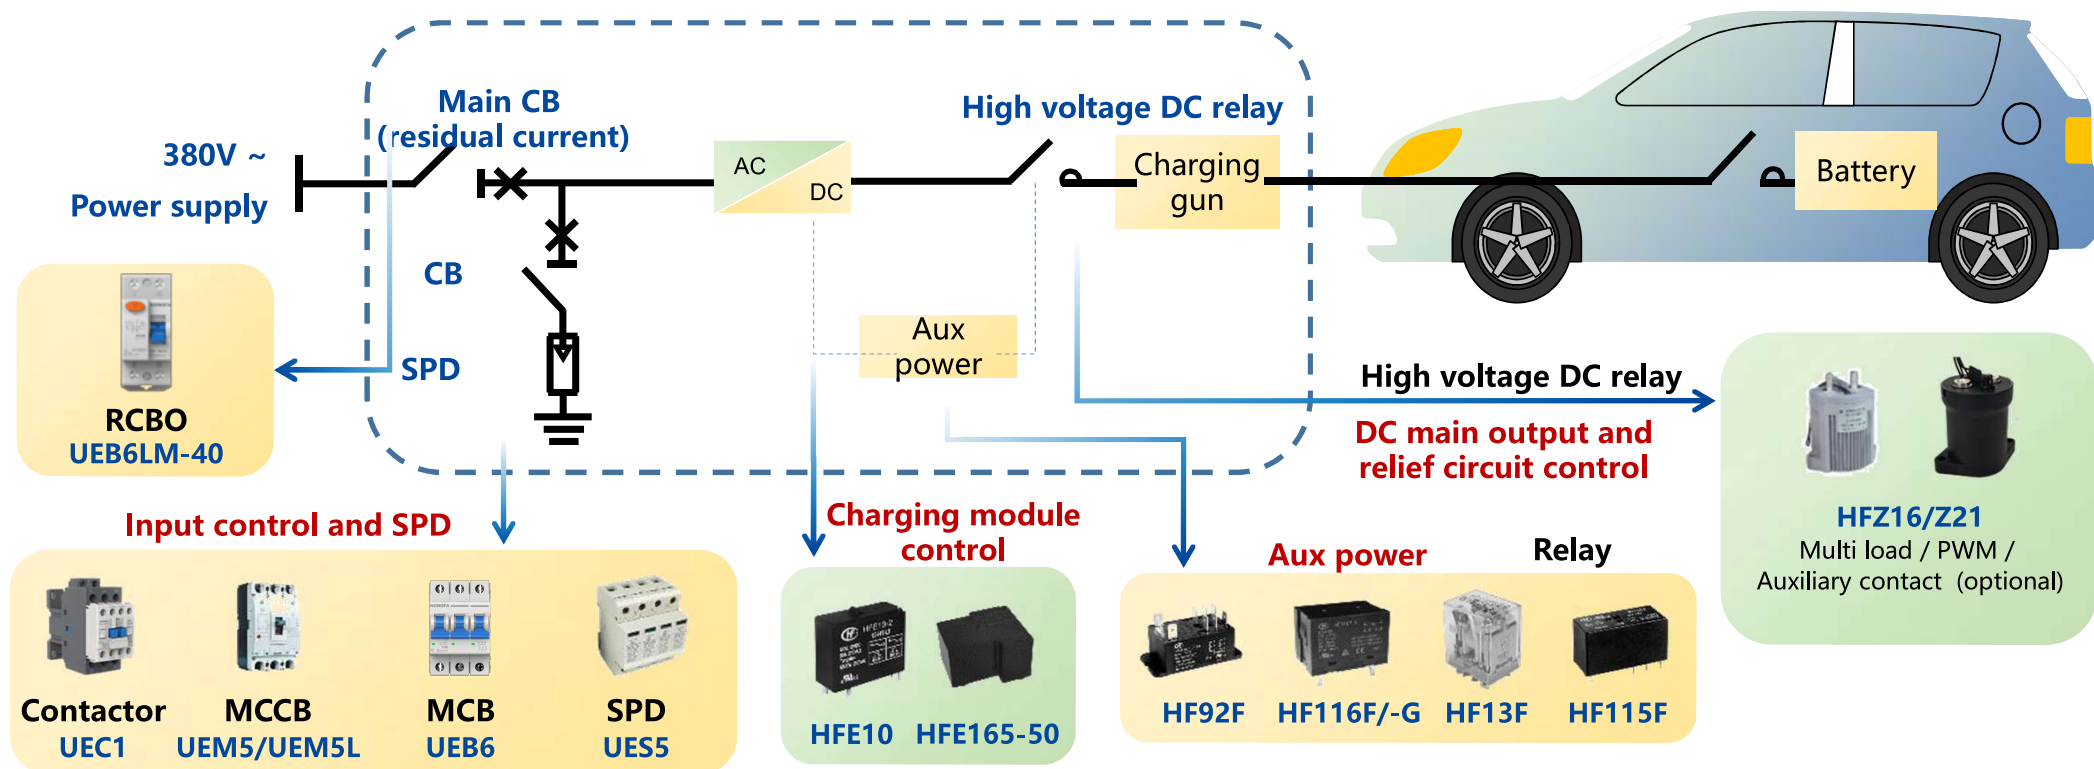 Main CB
(residual current)
High voltage DC relay
380V ~
Power supply
AC
DC
Charging
gun
Battery
CB
SPD
Aux
power
RCBO
UEB6LM-40
High voltage DC relay
DC main output and
relief circuit control
HFZ16/Z21
Multi load / PWM /
Auxiliary contact (optional)
Input control and SPD
Contactor
UEC1
MCCB
UEM5/UEM5L
MCB
UEB6
SPD
UES5
Charging module
control
HFE10
HFE165-50
Aux power
Relay
HF92F
HF116F/-G
HF13F
HF115F